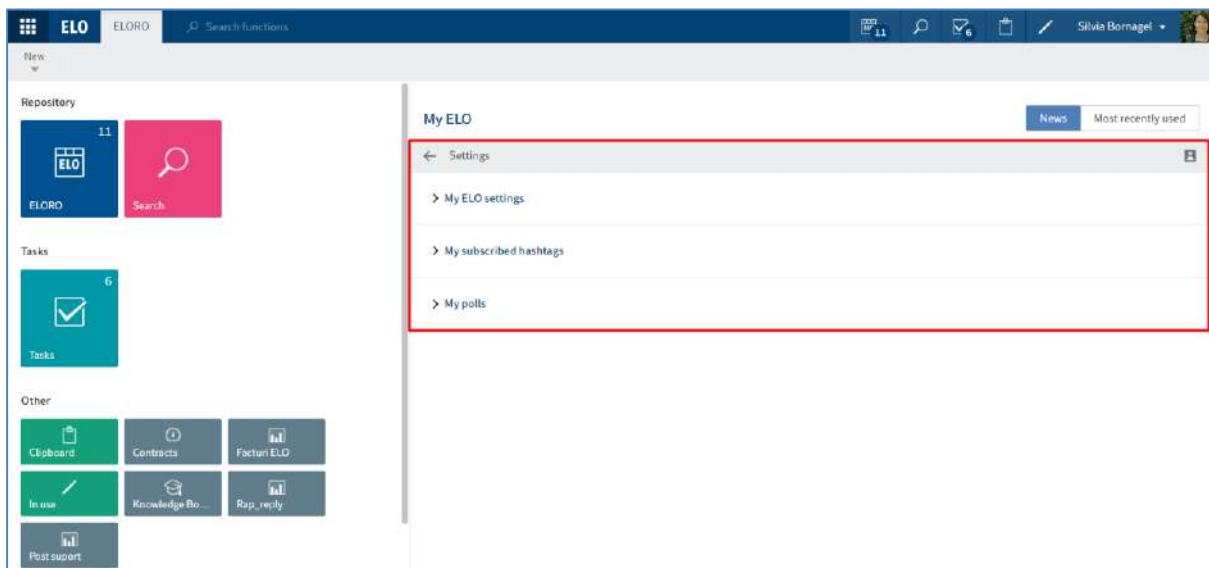 ELO
ELORO
Search functions
11
6
Silvia Bornagel
New
Repository
11
ELO
ELORO
Search
Tasks
6
Tasks
Other
Clipboard
Contracts
Facturi ELO
In use
Knowledge Bo...
Rap_reply
Post suport
My ELO
News
Most recently used
Settings
My ELO settings
My subscribed hashtags
My polls